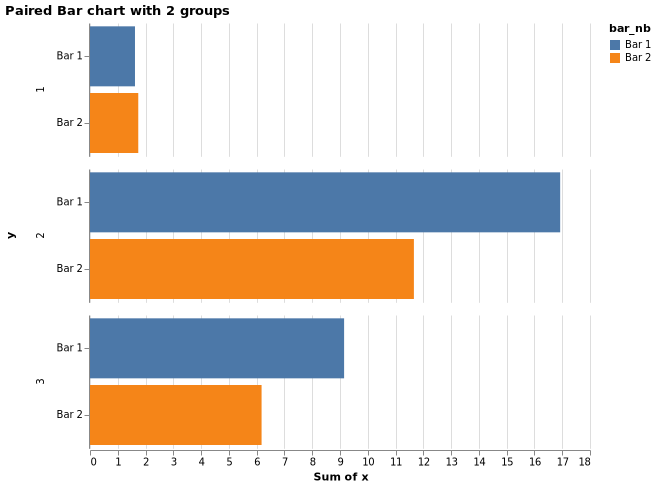 Paired Bar chart with 2 groups
bar_nb
Bar 1
Bar 2
y
1
Bar 1
Bar 2
2
Bar 1
Bar 2
3
Bar 1
Bar 2
0 1 2 3 4 5 6 7 8 9 10 11 12 13 14 15 16 17 18
Sum of x